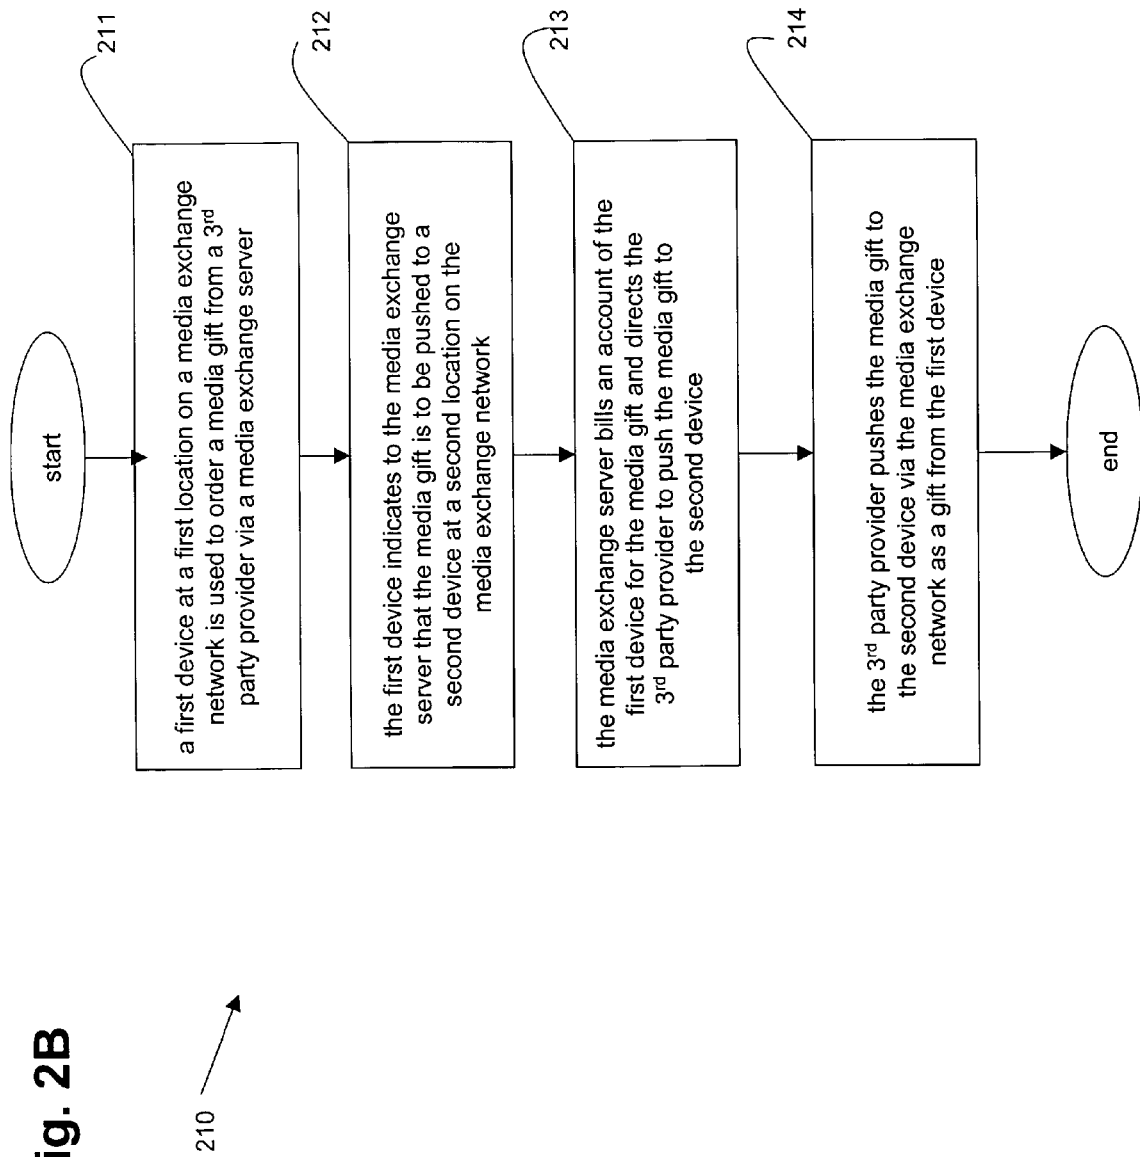 ig. 2B
210
start
a first device at a first location on a media exchange
network is used to order a media gift from a 3rd
party provider via a media exchange server
211
the first device indicates to the media exchange
server that the media gift is to be pushed to a
second device at a second location on the
media exchange network
212
the media exchange server bills an account of the
first device for the media gift and directs the
3rd party provider to push the media gift to
the second device
213
the 3rd party provider pushes the media gift to
the second device via the media exchange
network as a gift from the first device
214
end